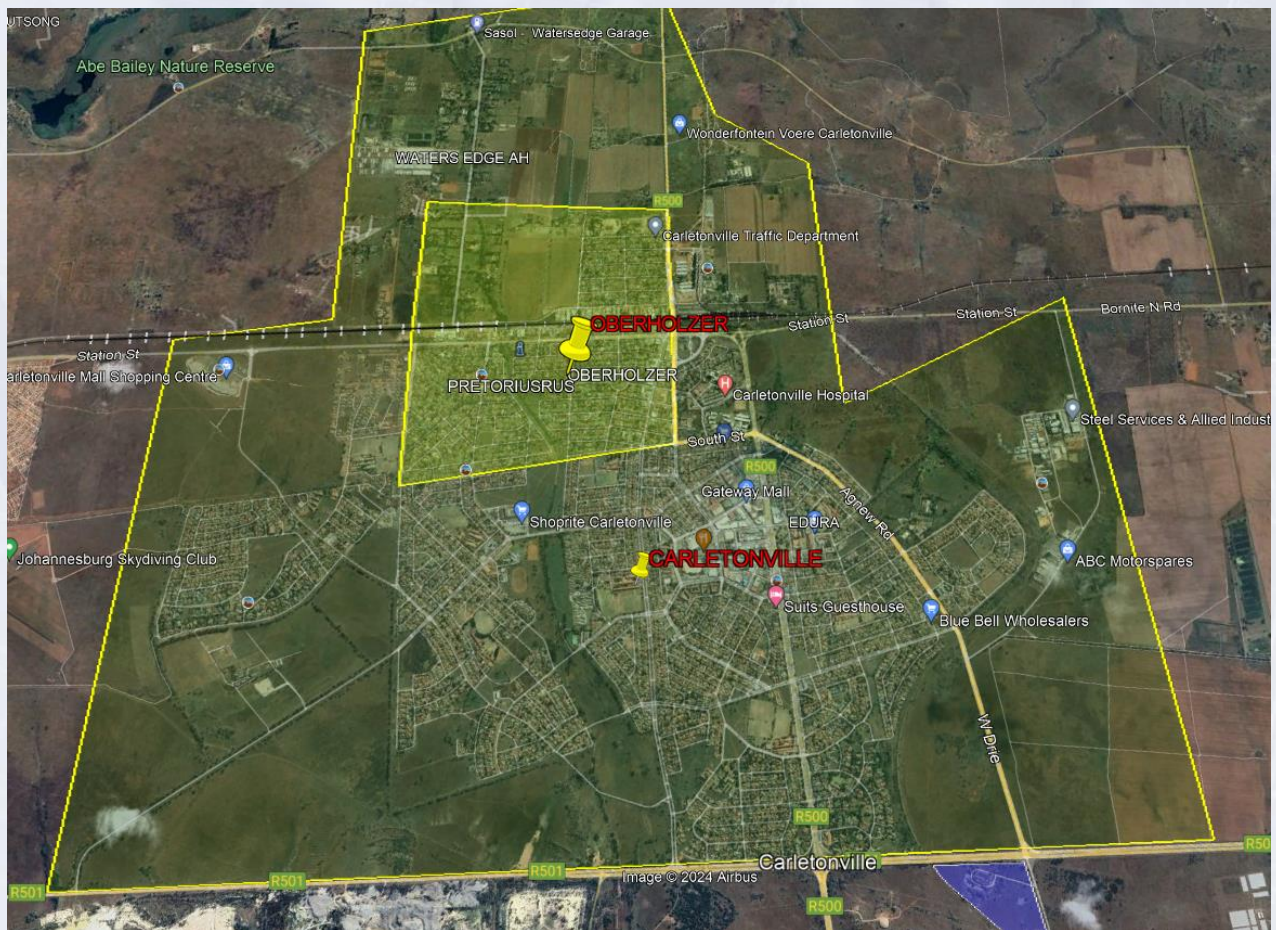 UTSONG
Sasol - Watersedge Garage
Abe Bailey Nature Reserve
Wonderfontein Voere Carletonville
WATERS EDGE AH
R500
Carletonville Traffic Department
OBERHOLZER
Station St
Station St
Bornite N Rd
Station St
arletonville Mall Shopping Centre
PRETORIUSRUS
OBERHOLZER
Carletonville Hospital
Steel Services & Allied Indust
South St
R500
Gateway Mall
Agnew Rd
Shoprite Carletonville
EDURA
Johannesburg Skydiving Club
CARLETONVILLE
ABC Motorspares
Suits Guesthouse
Blue Bell Wholesalers
W Drie
R500
Carletonville
R50
R501
R501
R501
Image © 2024 Airbus
R500